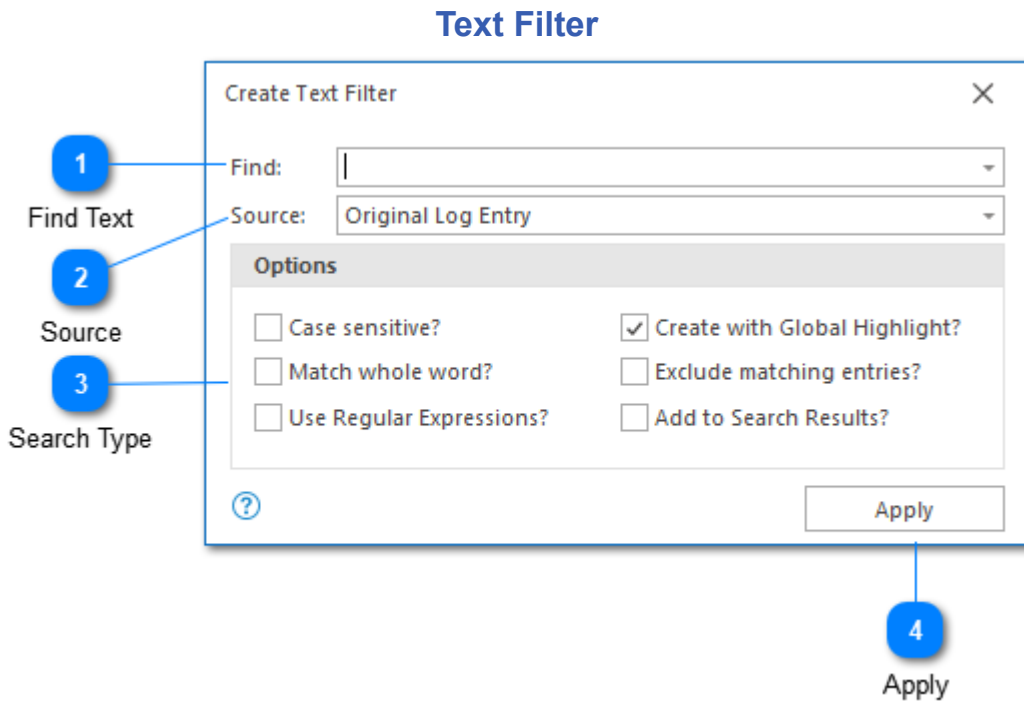 Text Filter
Create Text Filter
1
Find:
Find Text
Source: Original Log Entry
2
Options
Source
Case sensitive? Create with Global Highlight?
3
Match whole word? Exclude matching entries?
Use Regular Expressions? Add to Search Results?
Search Type
? Apply
4
Apply